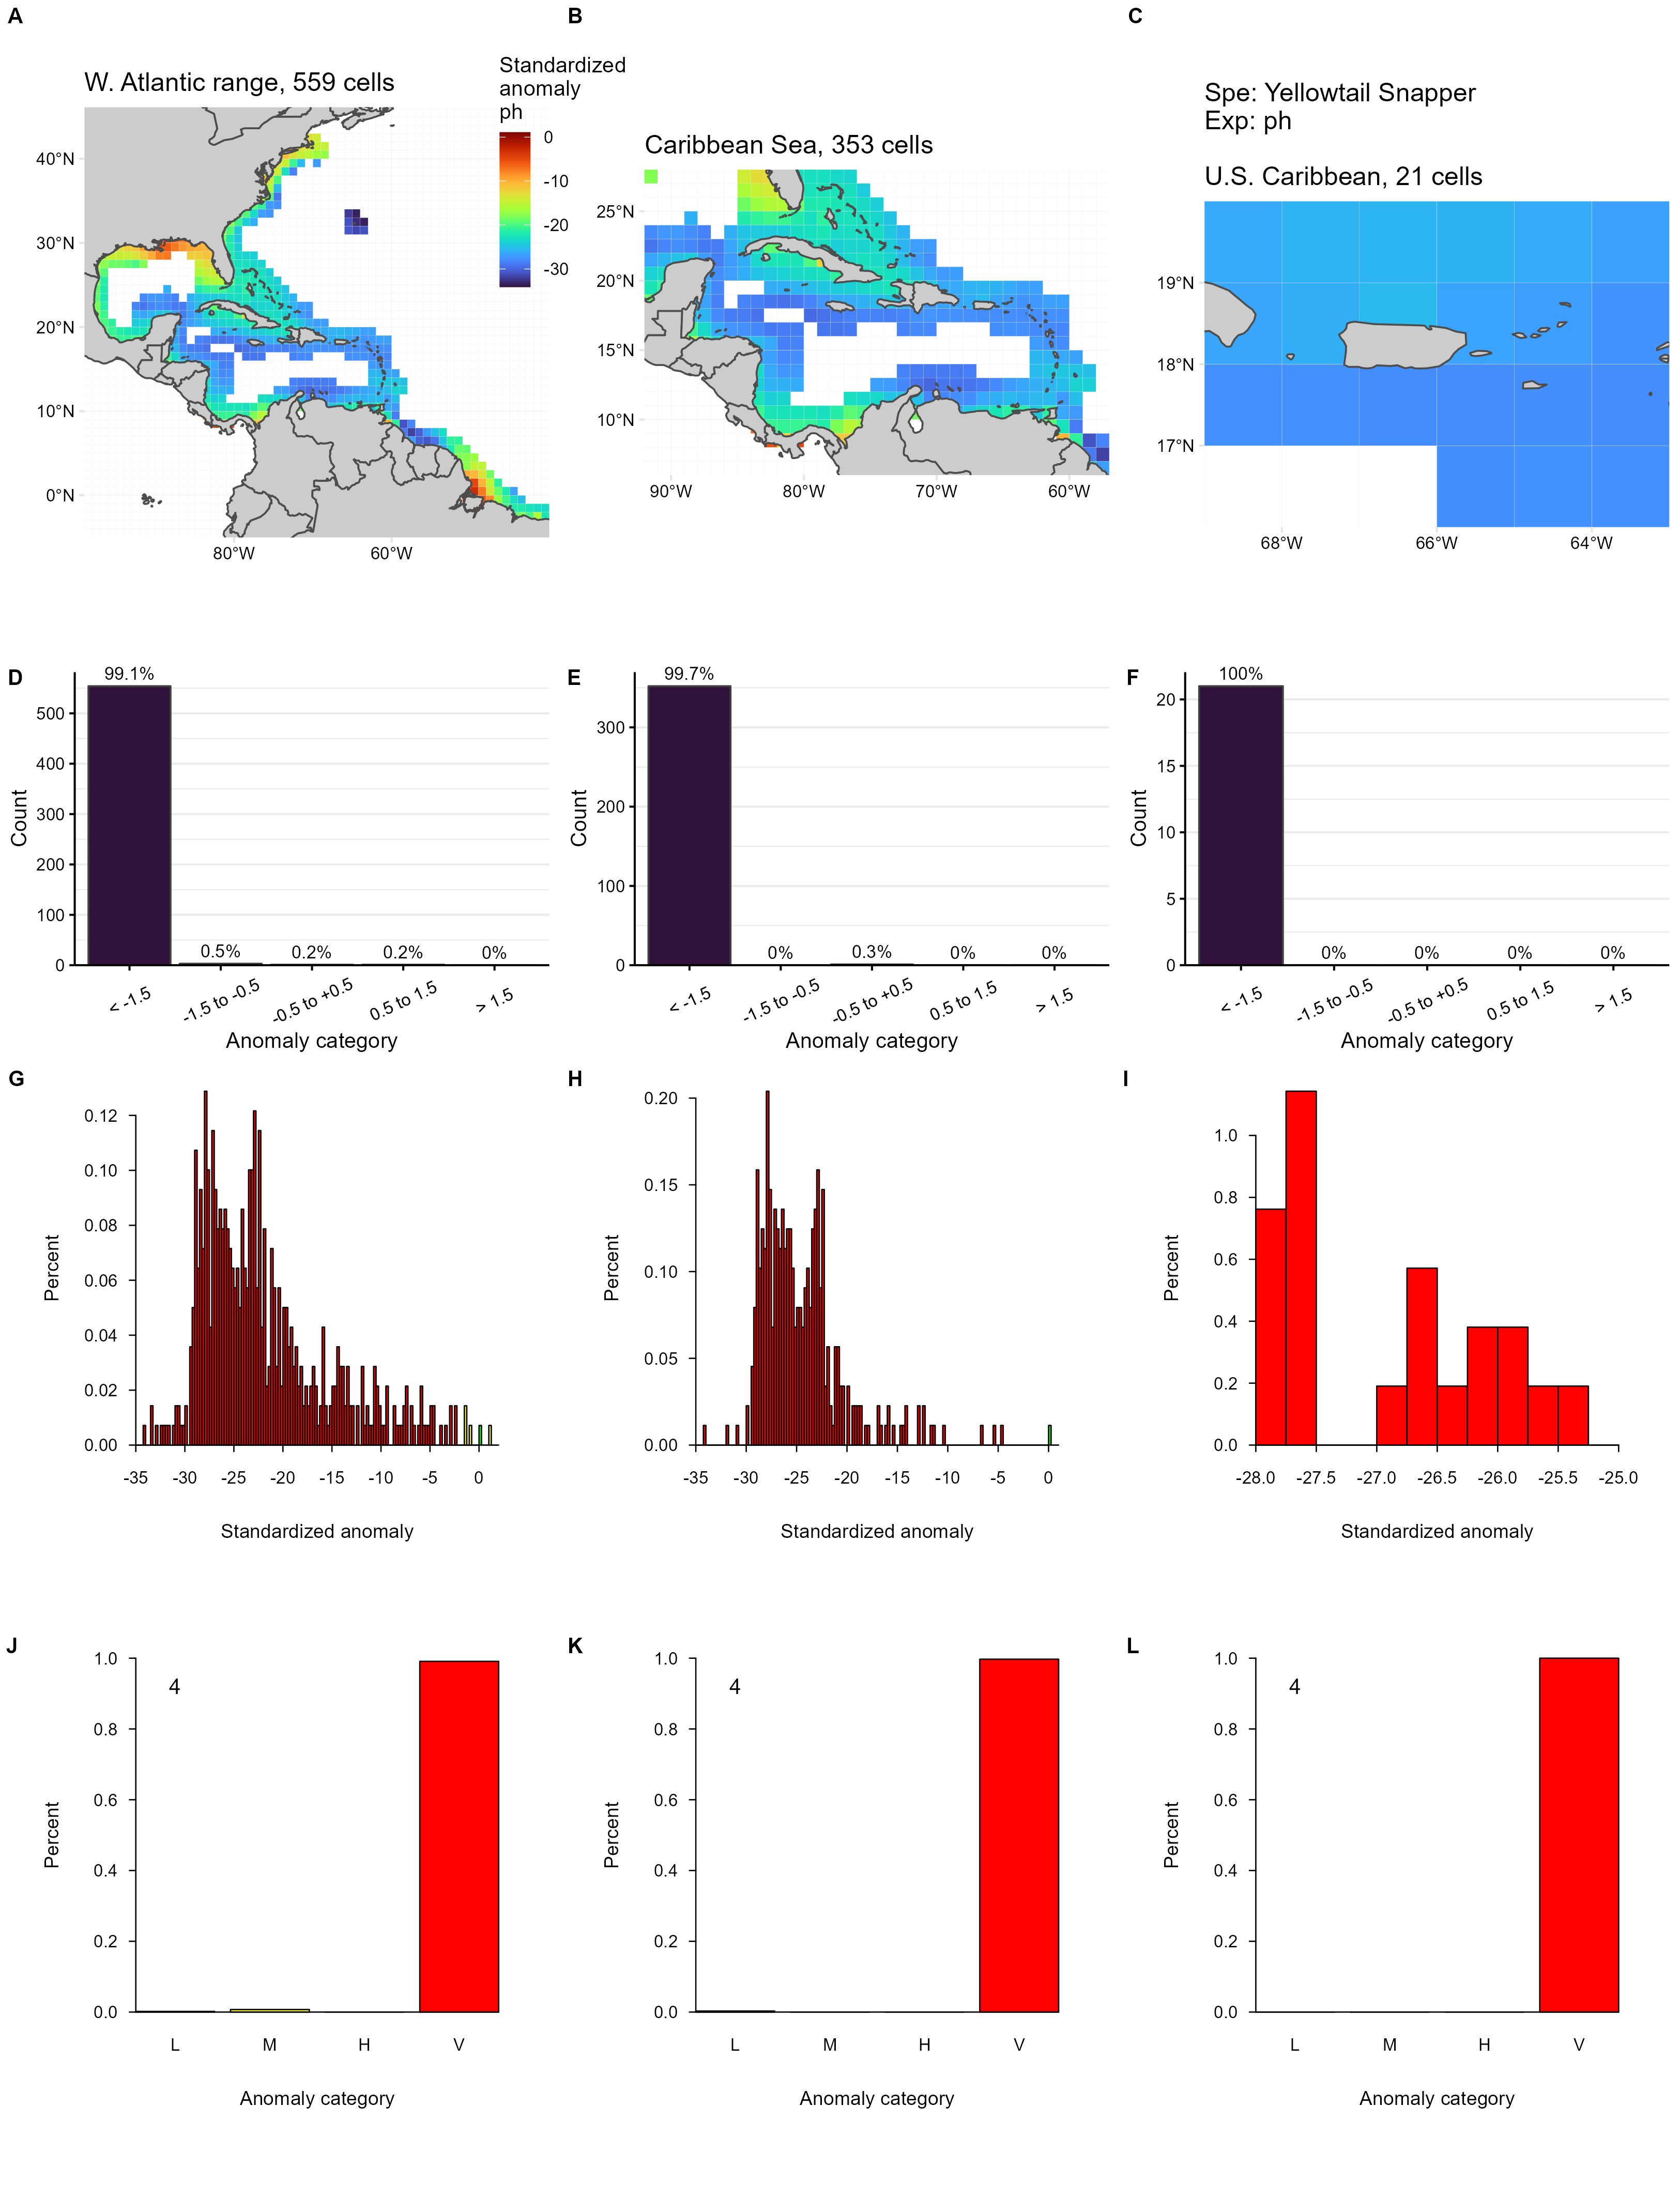 A
B
C
W. Atlantic range, 559 cells
Standardized
anomaly
ph
0
-10
-20
-30
40°N
30°N
20°N
10°N
0°N
80°W
60°W
Caribbean Sea, 353 cells
25°N
20°N
15°N
10°N
90°W
80°W
70°W
60°W
Spe: Yellowtail Snapper
Exp: ph
U.S. Caribbean, 21 cells
19°N
18°N
17°N
68°W
66°W
64°W
D
99.1%
0.5%
0.2%
0.2%
0%
500
400
300
200
100
0
Count
< -1.5
-1.5 to -0.5
-0.5 to +0.5
0.5 to 1.5
> 1.5
Anomaly category
E
99.7%
0%
0.3%
0%
0%
300
200
100
0
Count
< -1.5
-1.5 to -0.5
-0.5 to +0.5
0.5 to 1.5
> 1.5
Anomaly category
F
100%
0%
0%
0%
0%
20
15
10
5
0
Count
< -1.5
-1.5 to -0.5
-0.5 to +0.5
0.5 to 1.5
> 1.5
Anomaly category
G
0.12
0.10
0.08
0.06
0.04
0.02
0.00
Percent
-35
-30
-25
-20
-15
-10
-5
0
Standardized anomaly
H
0.20
0.15
0.10
0.05
0.00
Percent
-35
-30
-25
-20
-15
-10
-5
0
Standardized anomaly
I
1.0
0.8
0.6
0.4
0.2
0.0
Percent
-28.0
-27.5
-27.0
-26.5
-26.0
-25.5
-25.0
Standardized anomaly
J
4
1.0
0.8
0.6
0.4
0.2
0.0
Percent
L
M
H
V
Anomaly category
K
4
1.0
0.8
0.6
0.4
0.2
0.0
Percent
L
M
H
V
Anomaly category
L
4
1.0
0.8
0.6
0.4
0.2
0.0
Percent
L
M
H
V
Anomaly category